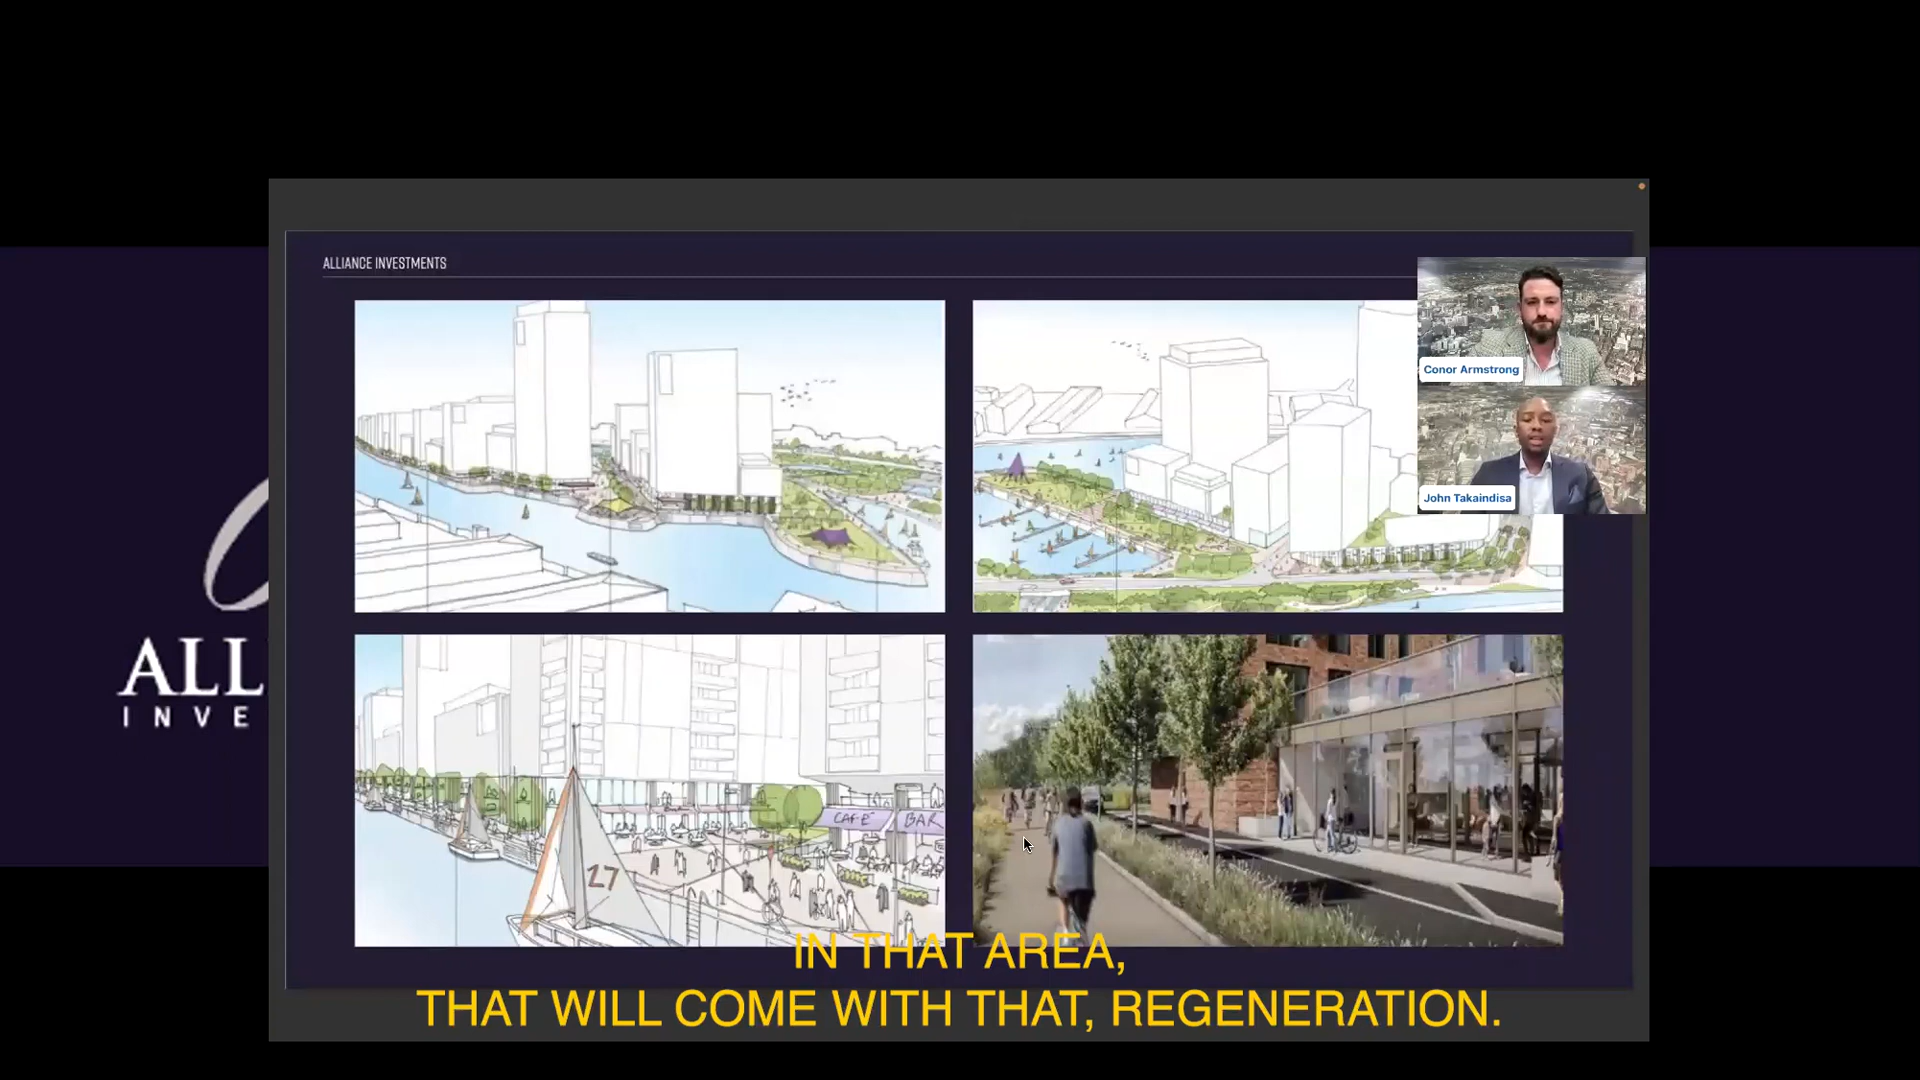 ALLIANCE INVESTMENTS
Conor Armstrong
John Takaindisa
ALL
INVE
CAFE BAR
27
IN THAT AREA,
THAT WILL COME WITH THAT, REGENERATION.